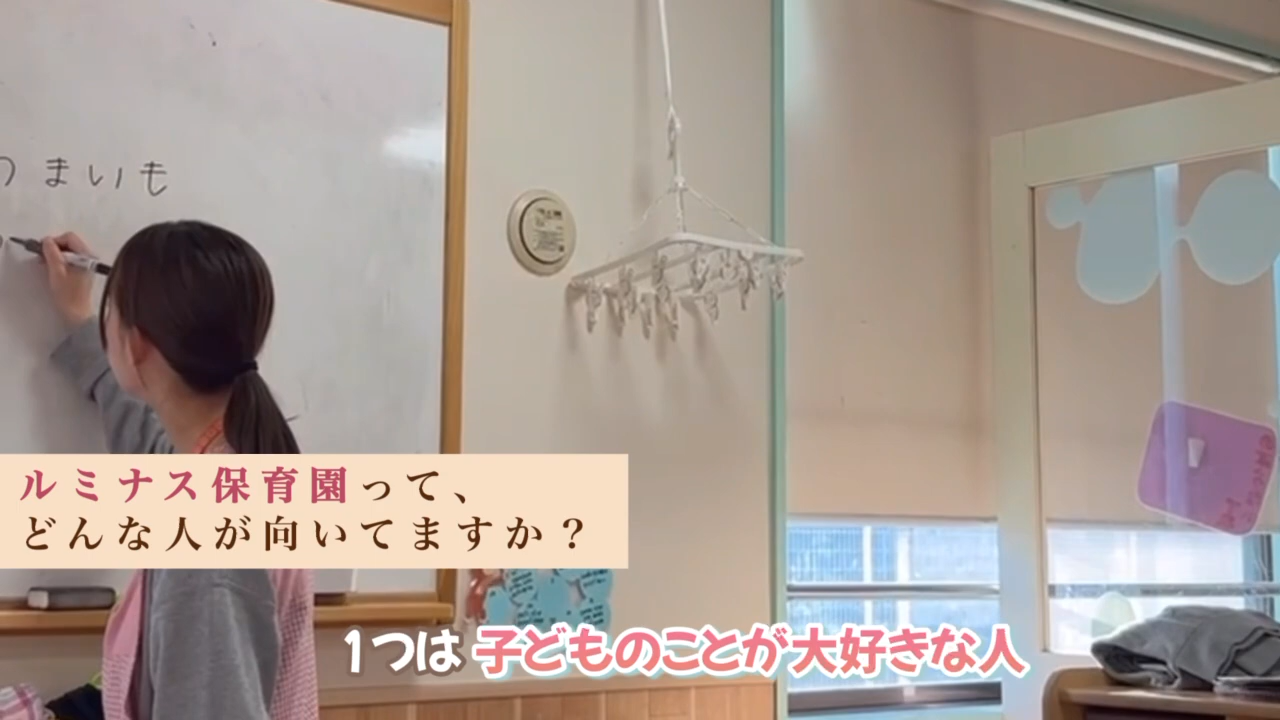 まいも
ルミナス保育園って、
どんな人が向いてますか？
1つは 子どものことが大好きな人